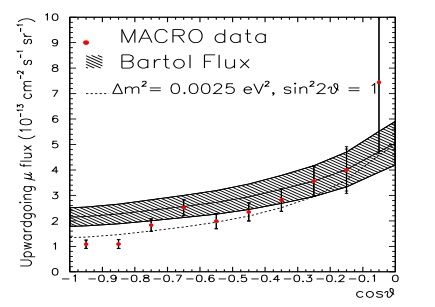 10
9
8
7
6
5
4
3
2
1
0
Upwardgoing μ flux (10⁻¹³ cm⁻² s⁻¹ sr⁻¹)
MACRO data
Bartol Flux
Δm²= 0.0025 eV², sin²2ϑ = 1
-1 -0.9 -0.8 -0.7 -0.6 -0.5 -0.4 -0.3 -0.2 -0.1 0
cosϑ